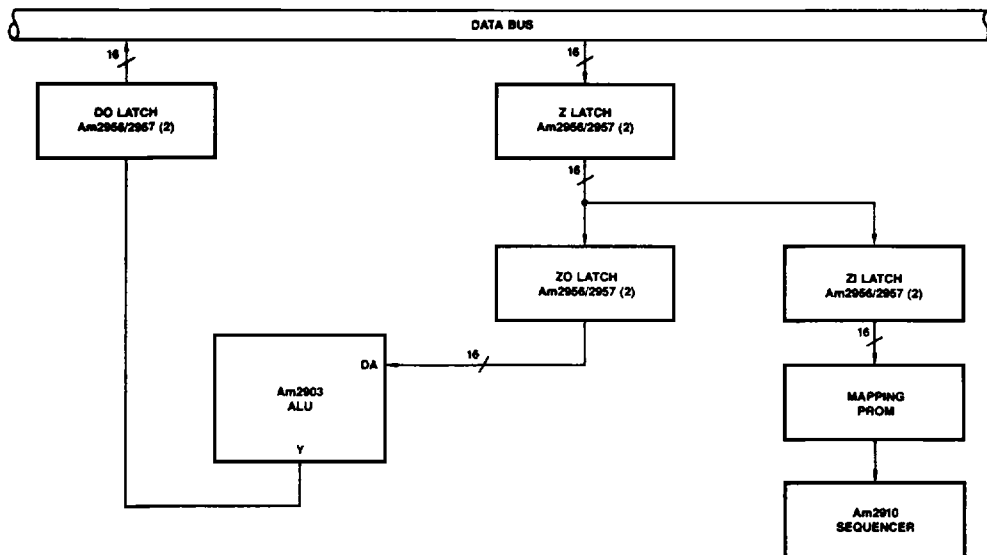 DATA BUS
16
16
DO LATCH
Am2956/2957 (2)
Z LATCH
Am2956/2957 (2)
16
ZO LATCH
Am2956/2957 (2)
ZI LATCH
Am2956/2957 (2)
16
16
DA
Am2903
ALU
Y
MAPPING
PROM
Am2910
SEQUENCER